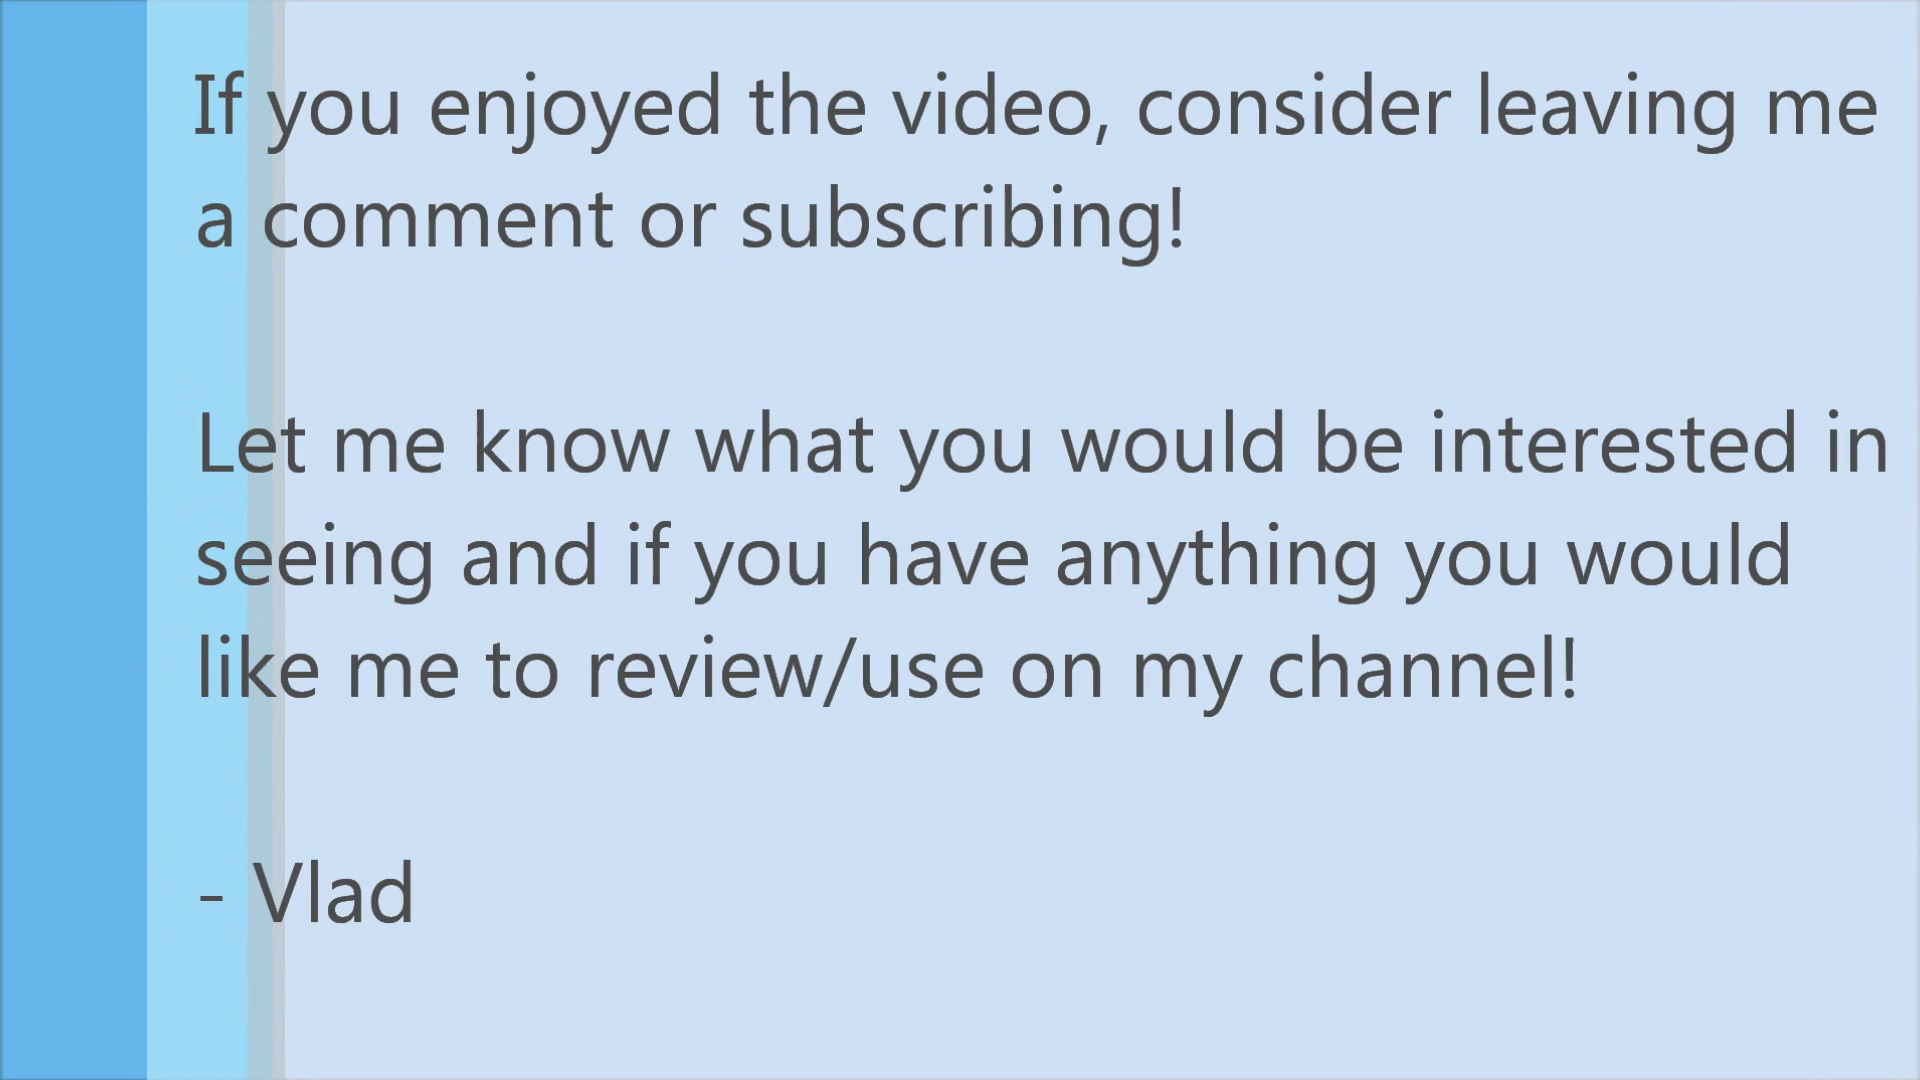 If you enjoyed the video, consider leaving me
a comment or subscribing!
Let me know what you would be interested in
seeing and if you have anything you would
like me to review/use on my channel!
- Vlad